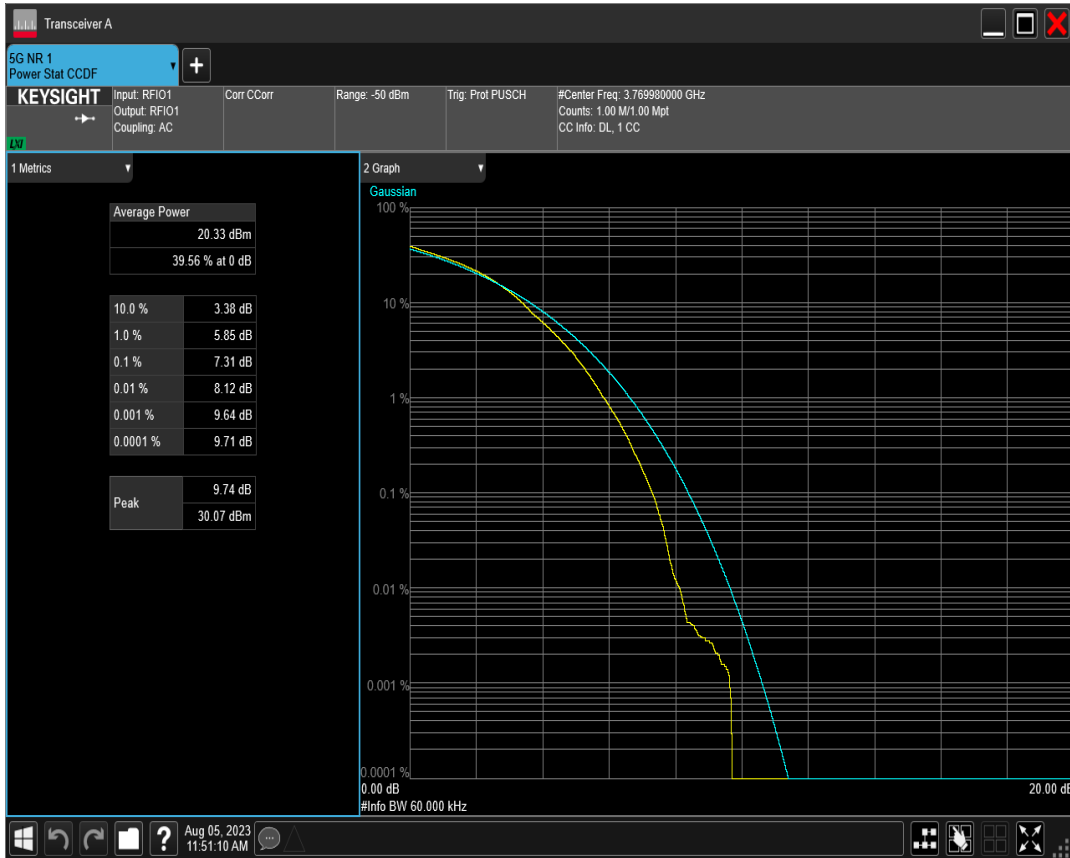 Transceiver A
5G NR 1
Power Stat CCDF
KEYSIGHT
LXI
Input: RFIO1
Output: RFIO1
Coupling: AC
Corr CCorr
Range: -50 dBm
Trig: Prot PUSCH
#Center Freq: 3.769980000 GHz
Counts: 1.00 M/1.00 Mpt
CC Info: DL, 1 CC
1 Metrics
Average Power
20.33 dBm
39.56 % at 0 dB
10.0 % 3.38 dB
1.0 % 5.85 dB
0.1 % 7.31 dB
0.01 % 8.12 dB
0.001 % 9.64 dB
0.0001 % 9.71 dB
Peak 9.74 dB
30.07 dBm
2 Graph
Gaussian
100 %
10 %
1 %
0.1 %
0.01 %
0.001 %
0.0001 %
0.00 dB 20.00 dB
#Info BW 60.000 kHz
Aug 05, 2023
11:51:10 AM